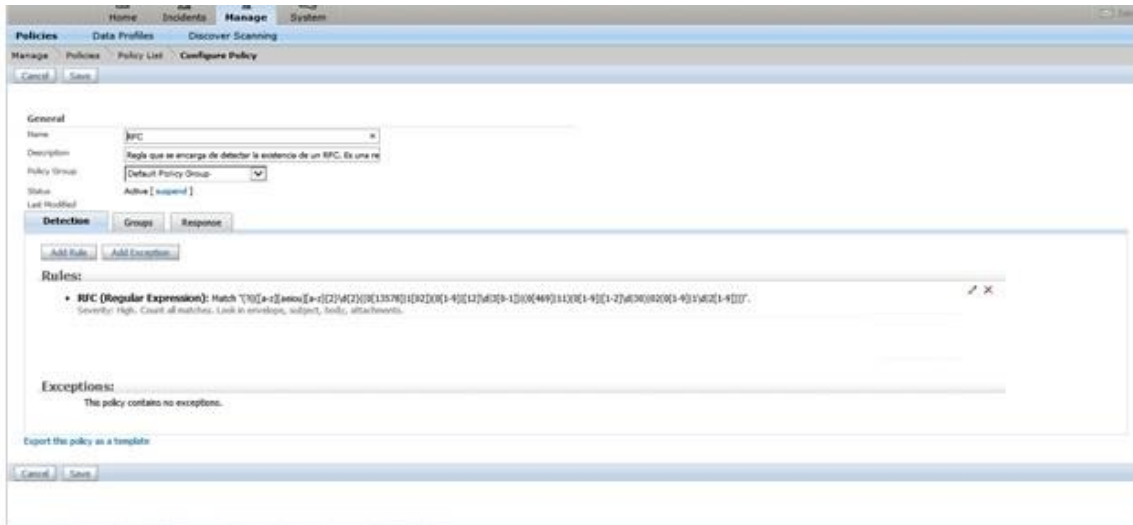 Home Incidents Manage System
Policies Data Profiles Discover Scanning
Manage Policies Policy List Configure Policy
Cancel Save
General
Name RFC ×
Description Regla que se encarga de detectar la existencia de un RFC. Es una re
Policy Group Default Policy Group
Status Active [ suspend ]
Last Modified
Detection Groups Response
Add Rule Add Exception
Rules:
• RFC (Regular Expression): Match
Severity: High. Count all matches. Look in envelope, subject, body, attachments.
Exceptions:
This policy contains no exceptions.
Export this policy as a template
Cancel Save